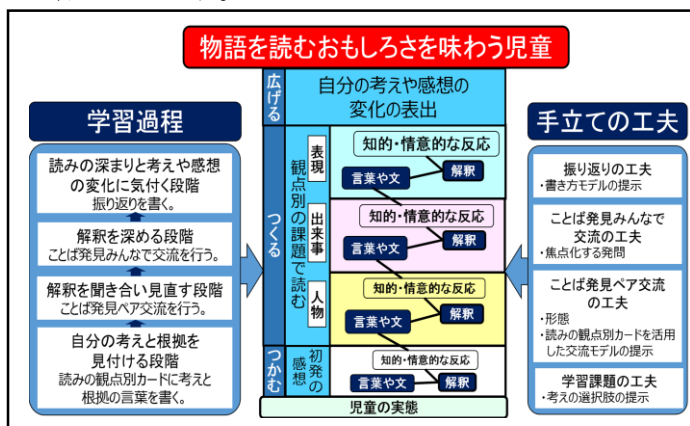 物語を読むおもしろさを味わう児童
学習過程
読みの深まりと考えや感想
の変化に気付く段階
振り返りを書く。
解釈を深める段階
ことば発見みんなで交流を行う。
解釈を聞き合い見直す段階
ことば発見ペア交流を行う。
自分の考えと根拠を
見付ける段階
読みの観点別カードに考えと
根拠の言葉を書く。
広げる
自分の考えや感想の
変化の表出
つくる
観点別の課題で読む
表現
知的・情意的な反応
言葉や文
解釈
出来事
知的・情意的な反応
言葉や文
解釈
人物
知的・情意的な反応
言葉や文
解釈
つかむ
初発の
感想
知的・情意的な反応
言葉や文
解釈
児童の実態
手立ての工夫
振り返りの工夫
・書き方モデルの提示
ことば発見みんなで
交流の工夫
・焦点化する発問
ことば発見ペア交流
の工夫
・形態
・読みの観点別カードを活用
した交流モデルの提示
学習課題の工夫
・考えの選択肢の提示